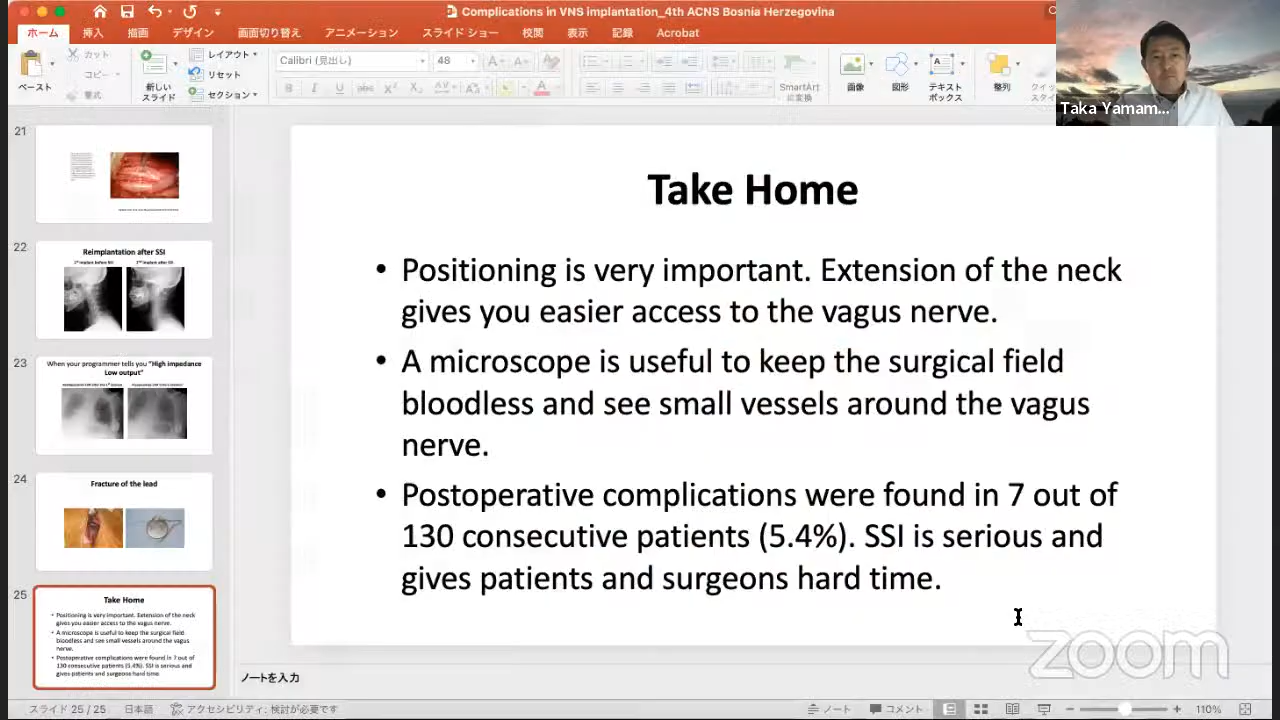 Complications in VNS implantation_4th ACNS Bosnia Herzegovina
ホーム 挿入 描画 デザイン 画面切り替え アニメーション スライド ショー 校閲 表示 記録 Acrobat
ペースト
カット
コピー
書式
新しい
スライド
レイアウト
リセット
セクション
Calibri (見出し) 48
SmartArt
に変換
画像
図形
テキスト
ボックス
整列
Taka Yamam...
21
22
Reimplantation after SSI
23
When your programmer tells you "High impedance
Low output"
24
Fracture of the lead
25
Take Home
• Positioning is very important. Extension of the neck
gives you easier access to the vagus nerve.
• A microscope is useful to keep the surgical field
bloodless and see small vessels around the vagus
nerve.
• Postoperative complications were found in 7 out of
130 consecutive patients (5.4%). SSI is serious and
gives patients and surgeons hard time.
Take Home
• Positioning is very important. Extension of the neck
gives you easier access to the vagus nerve.
• A microscope is useful to keep the surgical field
bloodless and see small vessels around the vagus
nerve.
• Postoperative complications were found in 7 out of
130 consecutive patients (5.4%). SSI is serious and
gives patients and surgeons hard time.
zoom
ノートを入力
スライド 25 / 25 日本語 アクセシビリティ: 検討が必要です ノート コメント 110%